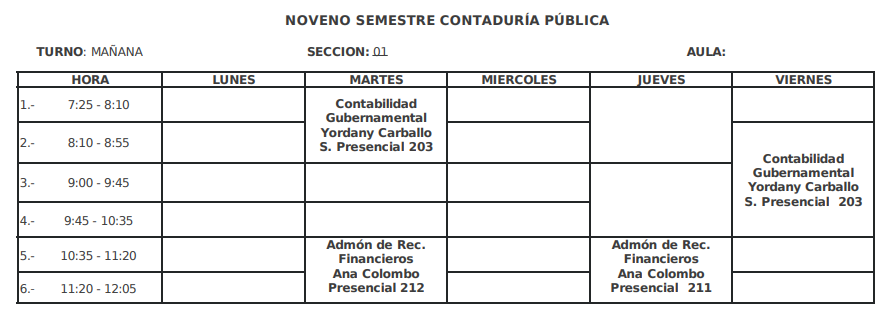 NOVENO SEMESTRE CONTADURÍA PÚBLICA
TURNO: MAÑANA SECCION: 01 AULA:
HORA LUNES MARTES MIERCOLES JUEVES VIERNES
1.- 7:25 - 8:10
2.- 8:10 - 8:55
3.- 9:00 - 9:45
4.- 9:45 - 10:35
5.- 10:35 - 11:20
6.- 11:20 - 12:05
Contabilidad
Gubernamental
Yordany Carballo
S. Presencial 203
Admón de Rec.
Financieros
Ana Colombo
Presencial 212
Admón de Rec.
Financieros
Ana Colombo
Presencial 211
Contabilidad
Gubernamental
Yordany Carballo
S. Presencial 203